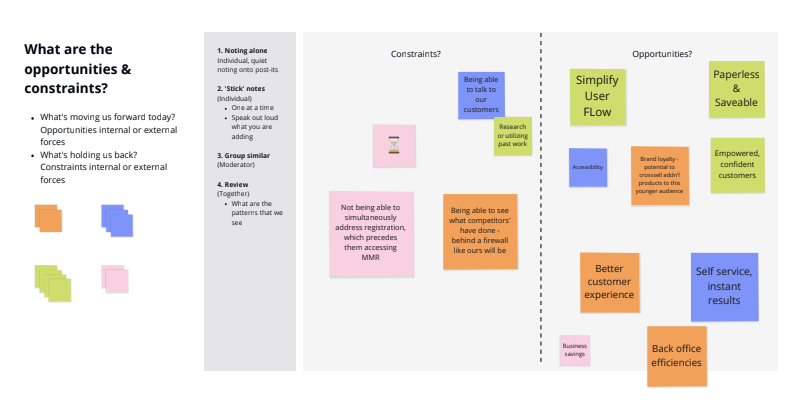 What are the
opportunities &
constraints?
• What's moving us forward today?
Opportunities internal or external
forces
• What's holding us back?
Constraints internal or external
forces
1. Noting alone
Individual, quiet
noting onto post-its
2. 'Stick' notes
(Individual)
• One at a time
• Speak out loud
what you are
adding
3. Group similar
(Moderator)
4. Review
(Together)
• What are the
patterns that we
see
Constraints?
Being able
to talk to
our
customers
Research
or utilizing
past work
Not being able to
simultaneously
address registration,
which precedes
them accessing
MMR
Being able to see
what competitors'
have done -
behind a firewall
like ours will be
Opportunities?
Simplify
User
FLow
Paperless
&
Saveable
Accessibility
Brand loyalty -
potential to
crosssell addn'l
products to this
younger audience
Empowered,
confident
customers
Better
customer
experience
Self service,
instant
results
Business
savings
Back office
efficiencies